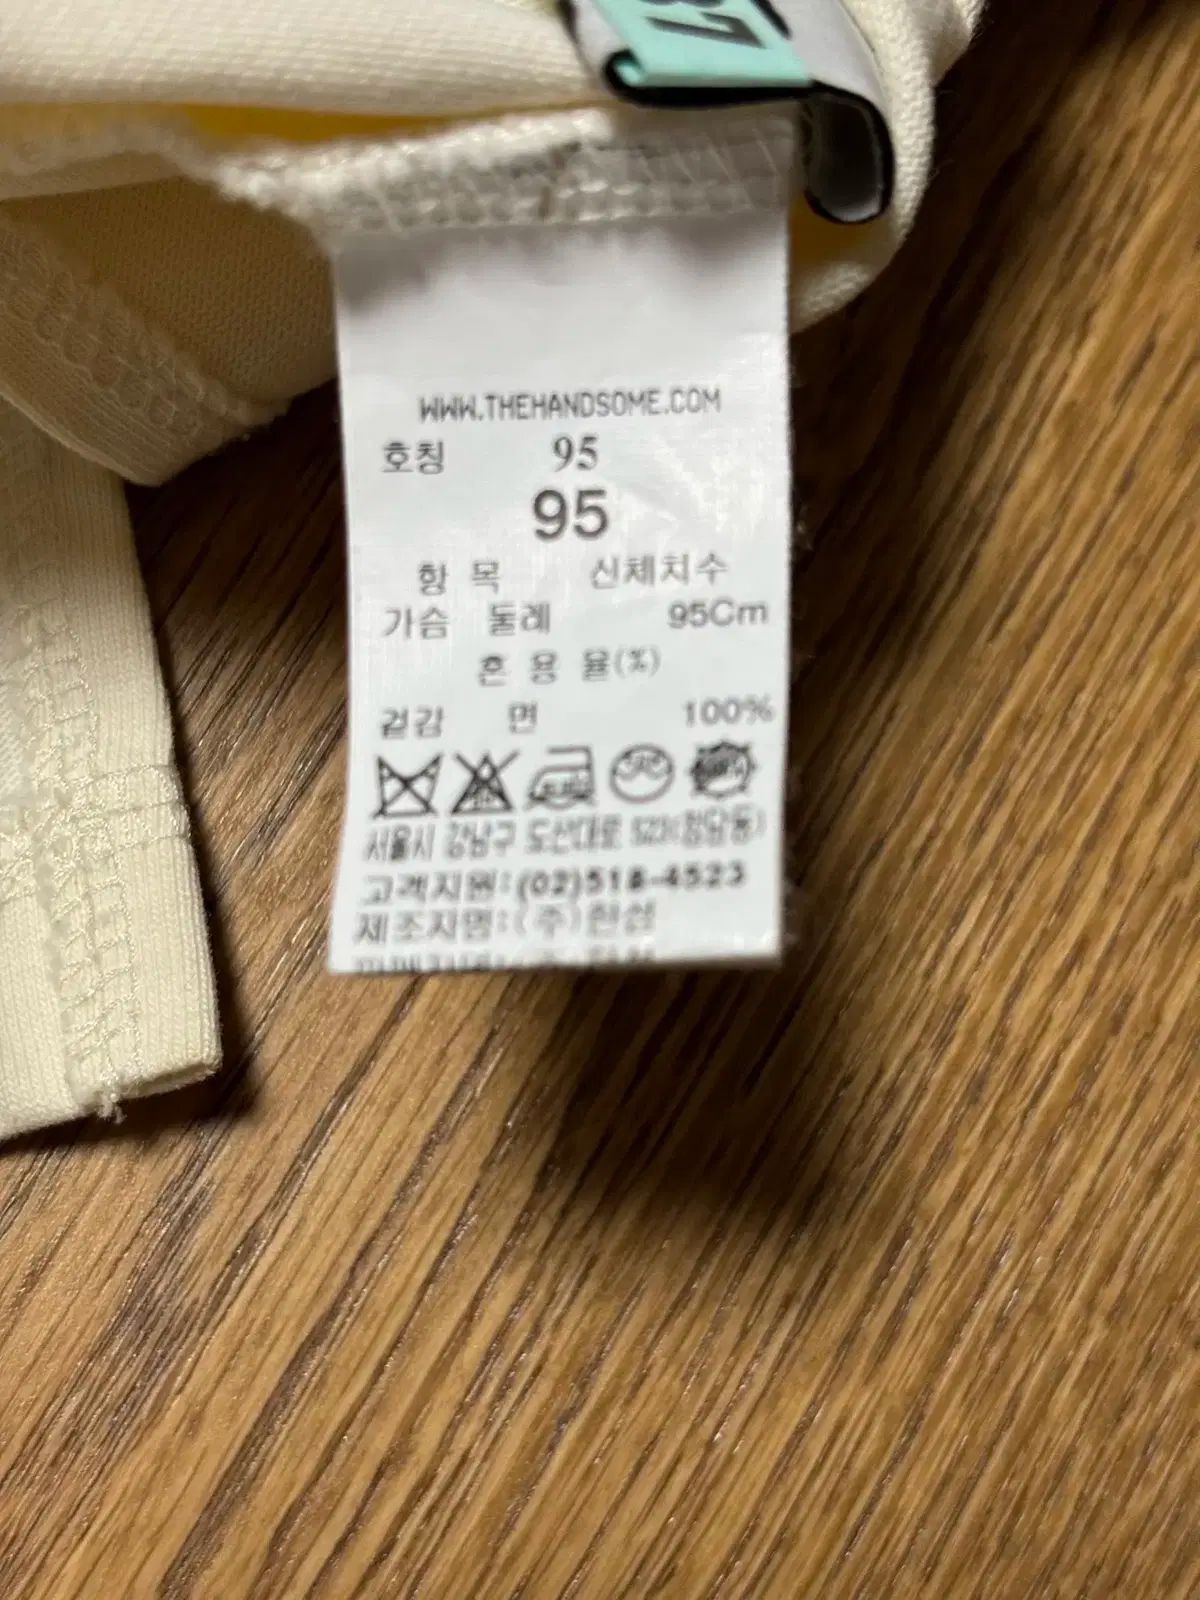 37
WWW.THEHANDSOME.COM
호칭 95
95
항 목 신체치수
가슴 둘레 95Cm
혼 용 율(%)
겉감 면 100%
서울시 강남구 도산대로 523(청담동)
고객지원:(02)518-4523
제조자명:(주)한섬